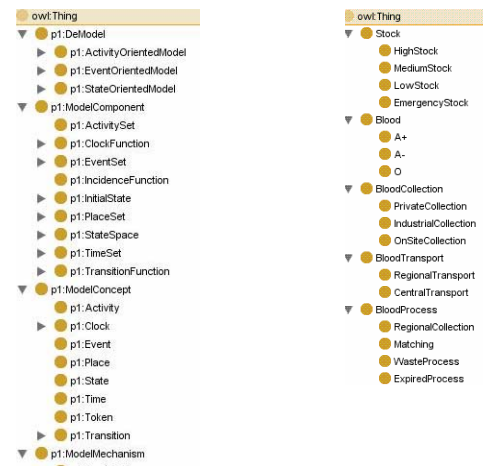 owl:Thing
p1:DeModel
p1:ActivityOrientedModel
p1:EventOrientedModel
p1:StateOrientedModel
p1:ModelComponent
p1:ActivitySet
p1:ClockFunction
p1:EventSet
p1:IncidenceFunction
p1:InitialState
p1:PlaceSet
p1:StateSpace
p1:TimeSet
p1:TransitionFunction
p1:ModelConcept
p1:Activity
p1:Clock
p1:Event
p1:Place
p1:State
p1:Time
p1:Token
p1:Transition
p1:ModelMechanism
owl:Thing
Stock
HighStock
MediumStock
LowStock
EmergencyStock
Blood
A+
A-
O
BloodCollection
PrivateCollection
IndustrialCollection
OnSiteCollection
BloodTransport
RegionalTransport
CentralTransport
BloodProcess
RegionalCollection
Matching
WasteProcess
ExpiredProcess